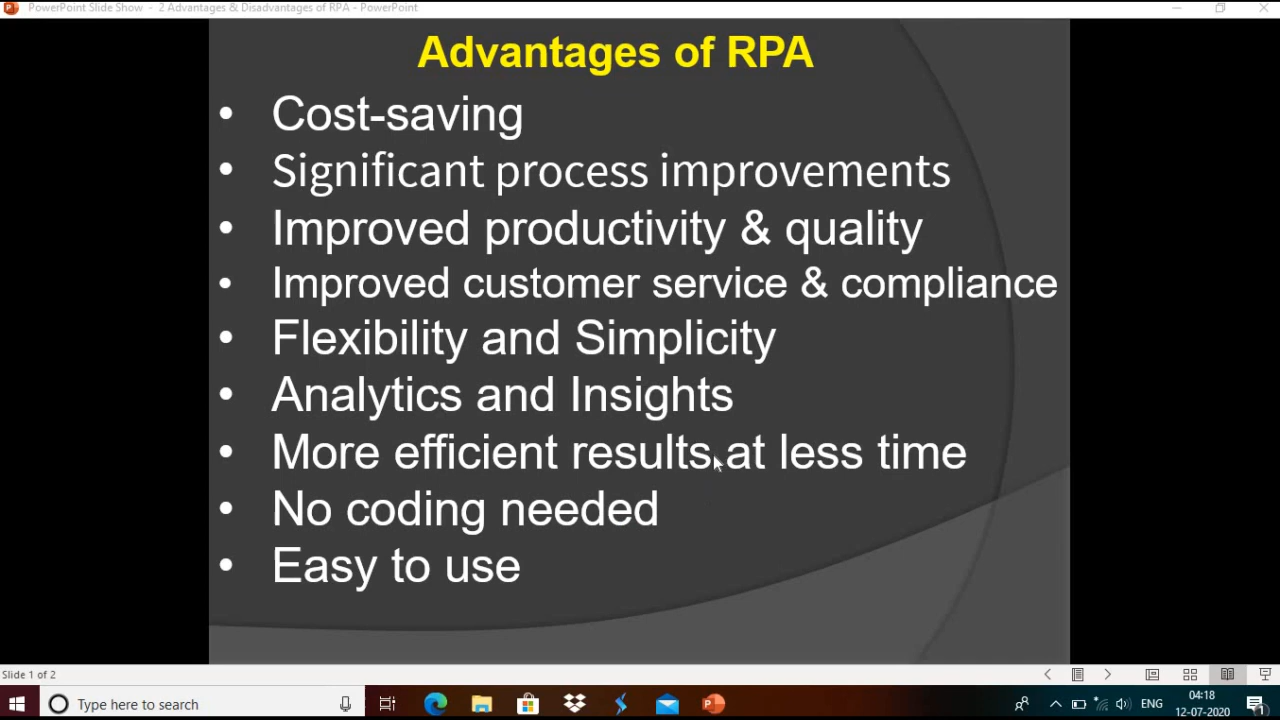 PowerPoint Slide Show - 2 Advantages & Disadvantages of RPA - PowerPoint
Advantages of RPA
• Cost-saving
• Significant process improvements
• Improved productivity & quality
• Improved customer service & compliance
• Flexibility and Simplicity
• Analytics and Insights
• More efficient results at less time
• No coding needed
• Easy to use
Slide 1 of 2
Type here to search
ENG
04:18
12-07-2020
1